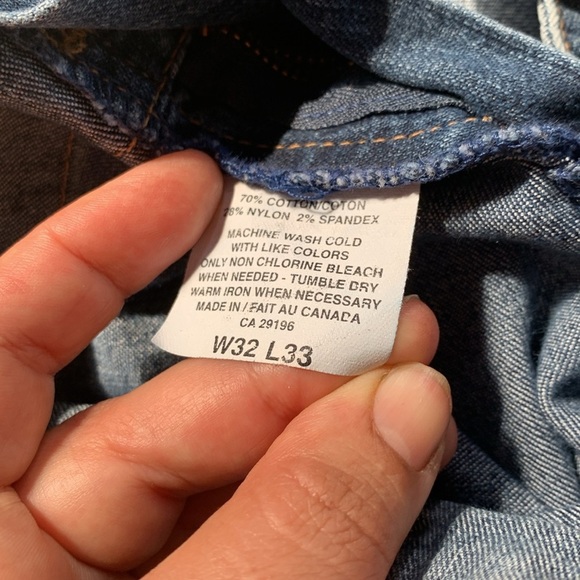 70% COTTON/COTON
28% NYLON 2% SPANDEX
MACHINE WASH COLD
WITH LIKE COLORS
ONLY NON CHLORINE BLEACH
WHEN NEEDED - TUMBLE DRY
WARM IRON WHEN NECESSARY
MADE IN / FAIT AU CANADA
CA 29196
W32 L33